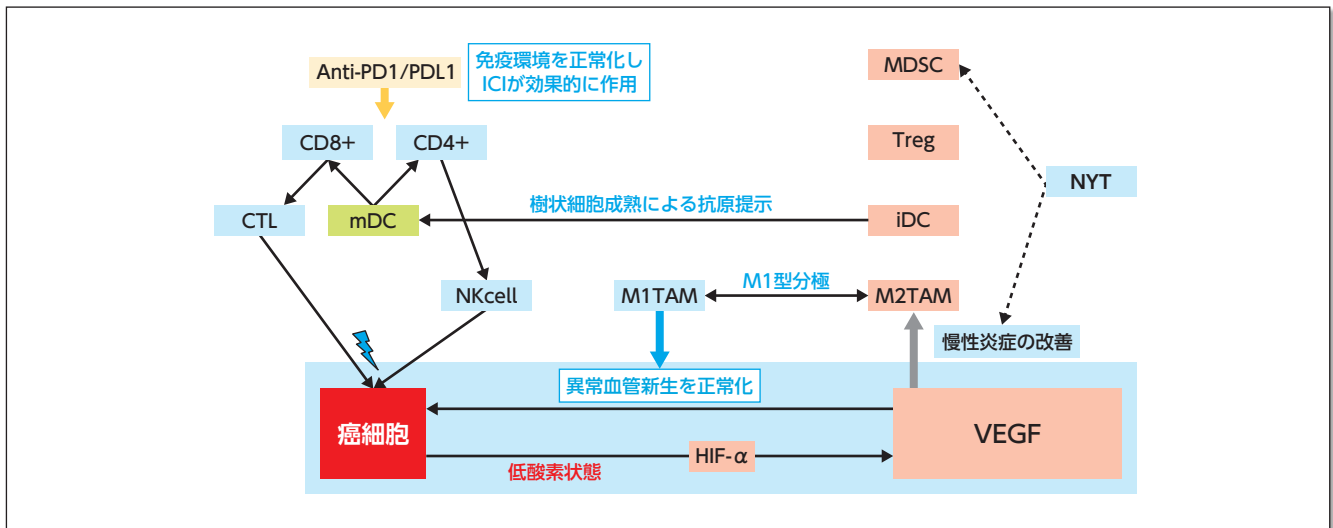 Anti-PD1/PDL1
免疫環境を正常化し
ICIが効果的に作用
MDSC
CD8+
CD4+
Treg
NYT
CTL
mDC
樹状細胞成熟による抗原提示
iDC
NKcell
M1TAM
M1型分極
M2TAM
慢性炎症の改善
異常血管新生を正常化
癌細胞
VEGF
HIF-α
低酸素状態